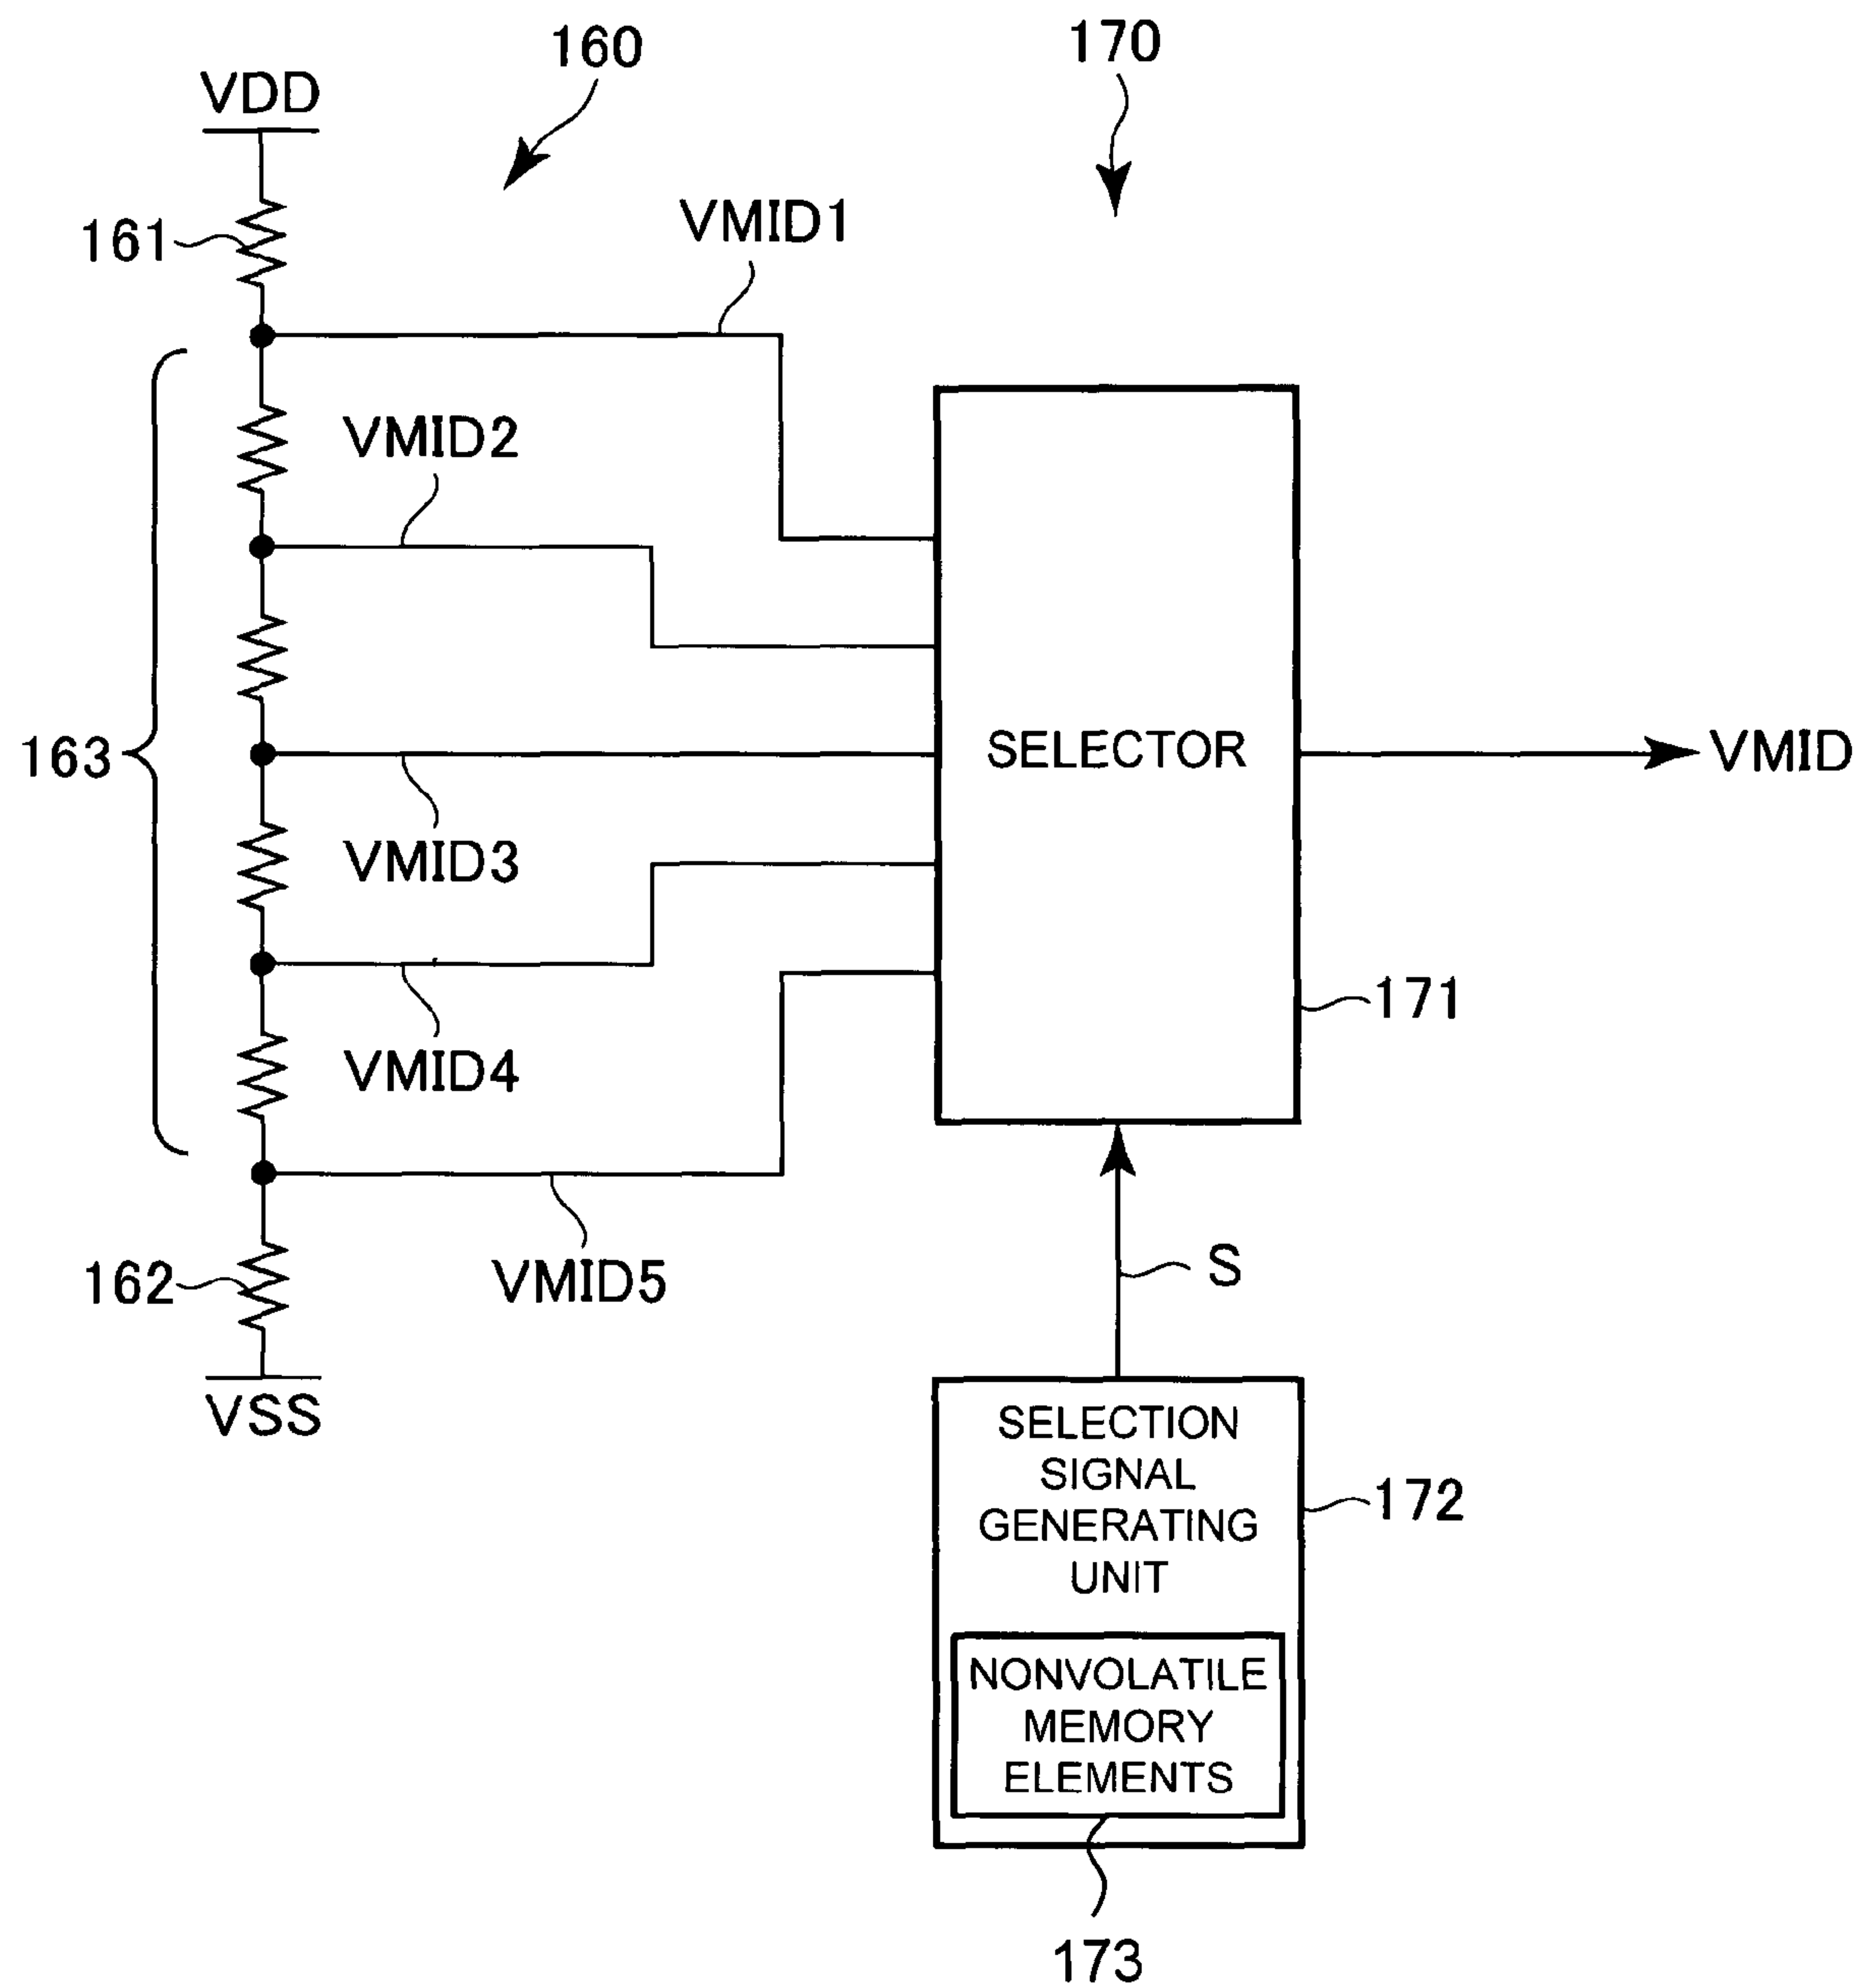 160
170
VDD
161
VMID1
VMID2
163
SELECTOR
VMID
VMID3
171
VMID4
162
VMID5
S
VSS
SELECTION
SIGNAL
GENERATING
UNIT
172
NONVOLATILE
MEMORY
ELEMENTS
173